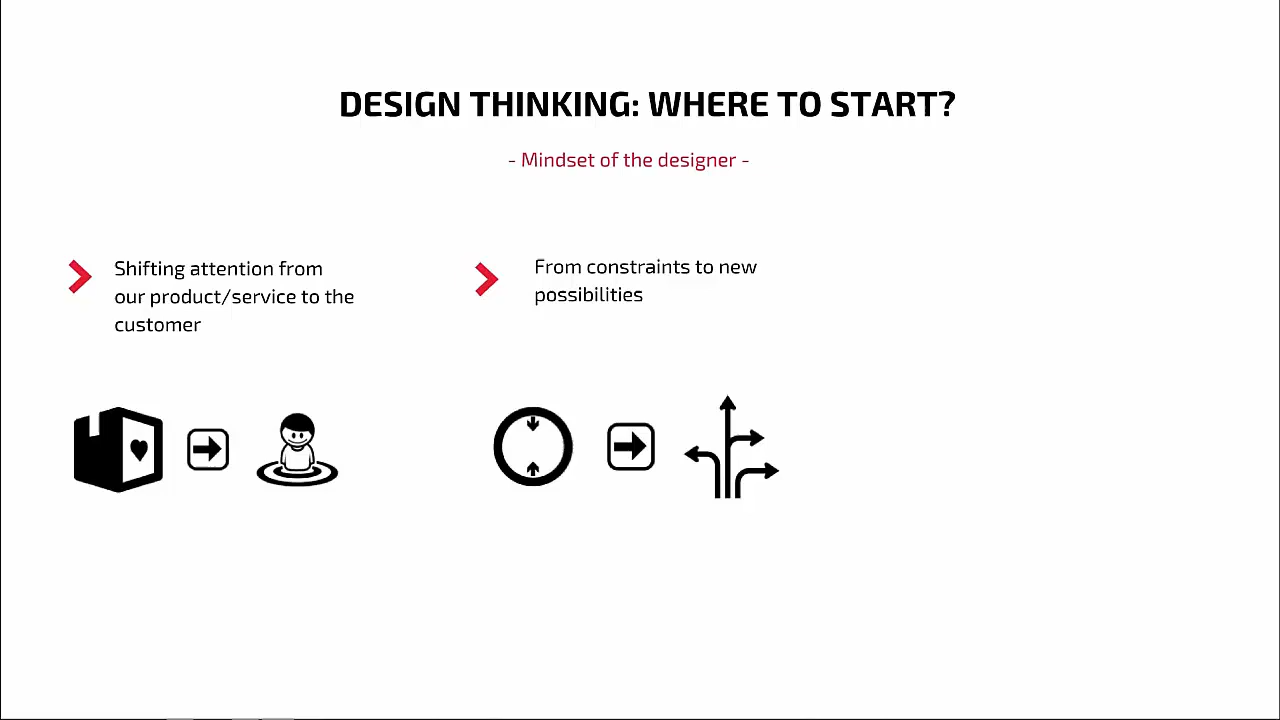 DESIGN THINKING: WHERE TO START?
- Mindset of the designer -
Shifting attention from
our product/service to the
customer
From constraints to new
possibilities